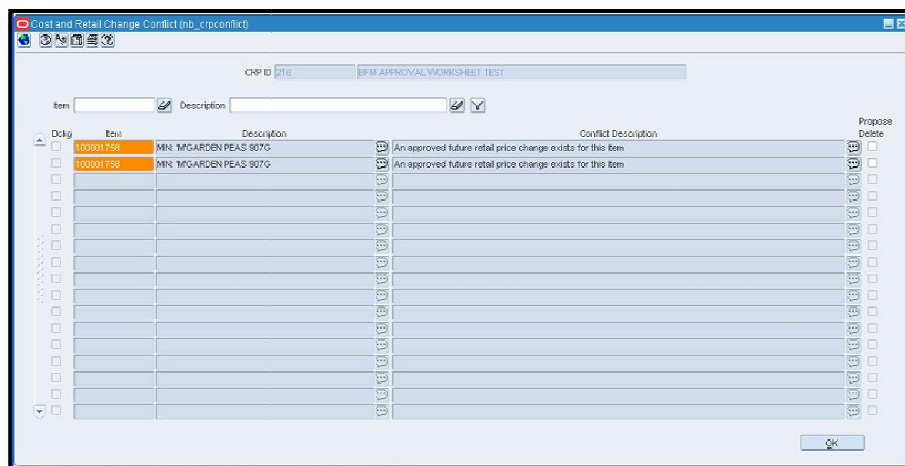 Cost and Retail Change Conflict (nb_crpconflict)
CRP ID 216 BFM APPROVAL WORKSHEET TEST
Item Description
Propose
Dckg Item Description Conflict Description Delete
100001758 MIN: 'M'GARDEN PEAS 907G An approved future retail price change exists for this item
100001758 MIN: 'M'GARDEN PEAS 907G An approved future retail price change exists for this item
OK